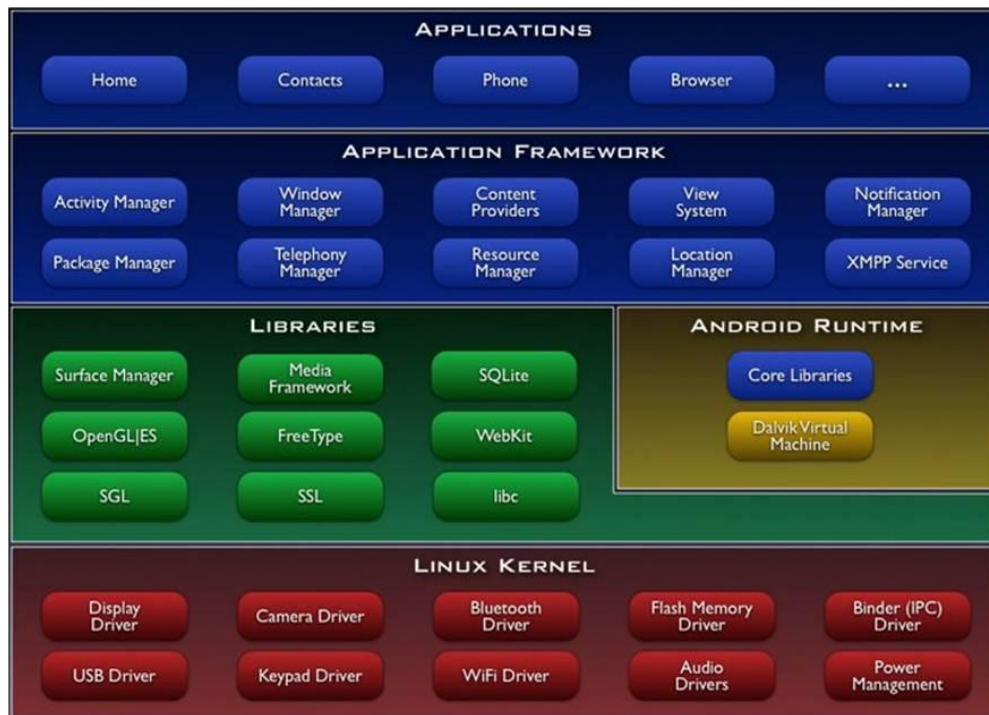 APPLICATIONS
Home
Contacts
Phone
Browser
...
APPLICATION FRAMEWORK
Activity Manager
Window
Manager
Content
Providers
View
System
Notification
Manager
Package Manager
Telephony
Manager
Resource
Manager
Location
Manager
XMPP Service
LIBRARIES
Surface Manager
Media
Framework
SQLite
OpenGL|ES
FreeType
WebKit
SGL
SSL
libc
ANDROID RUNTIME
Core Libraries
Dalvik Virtual
Machine
LINUX KERNEL
Display
Driver
Camera Driver
Bluetooth
Driver
Flash Memory
Driver
Binder (IPC)
Driver
USB Driver
Keypad Driver
WiFi Driver
Audio
Drivers
Power
Management